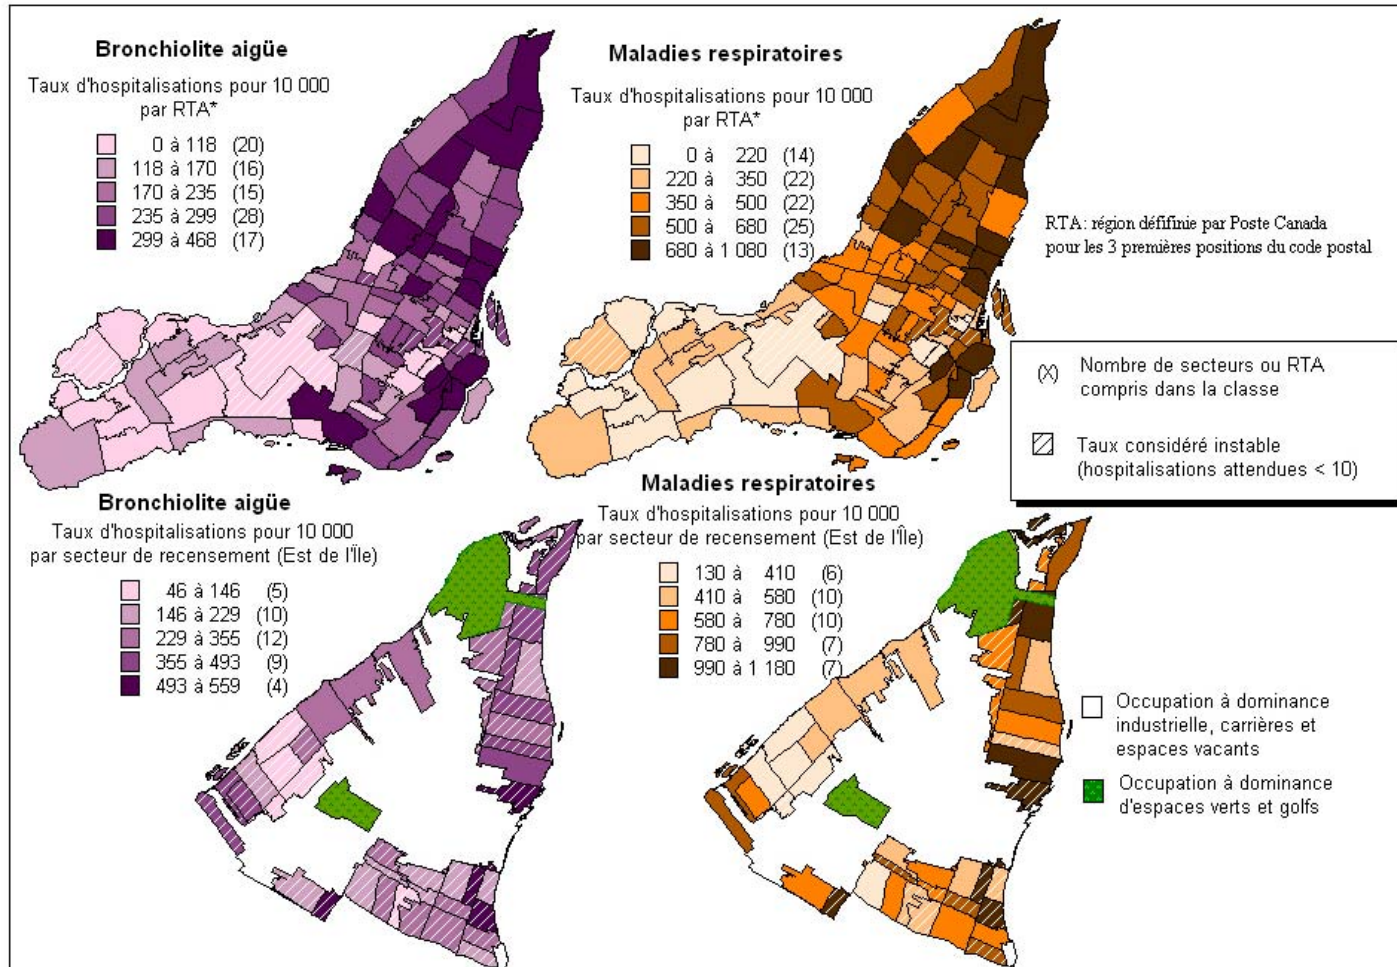 Bronchiolite aigüe
Taux d'hospitalisations pour 10 000
par RTA*
0 à 118 (20)
118 à 170 (16)
170 à 235 (15)
235 à 299 (28)
299 à 468 (17)
Maladies respiratoires
Taux d'hospitalisations pour 10 000
par RTA*
0 à 220 (14)
220 à 350 (22)
350 à 500 (22)
500 à 680 (25)
680 à 1 080 (13)
RTA: région défifinie par Poste Canada
pour les 3 premières positions du code postal
(X) Nombre de secteurs ou RTA
compris dans la classe
Taux considéré instable
(hospitalisations attendues < 10)
Bronchiolite aigüe
Taux d'hospitalisations pour 10 000
par secteur de recensement (Est de l'Île)
46 à 146 (5)
146 à 229 (10)
229 à 355 (12)
355 à 493 (9)
493 à 559 (4)
Maladies respiratoires
Taux d'hospitalisations pour 10 000
par secteur de recensement (Est de l'Île)
130 à 410 (6)
410 à 580 (10)
580 à 780 (10)
780 à 990 (7)
990 à 1 180 (7)
Occupation à dominance
industrielle, carrières et
espaces vacants
Occupation à dominance
d'espaces verts et golfs